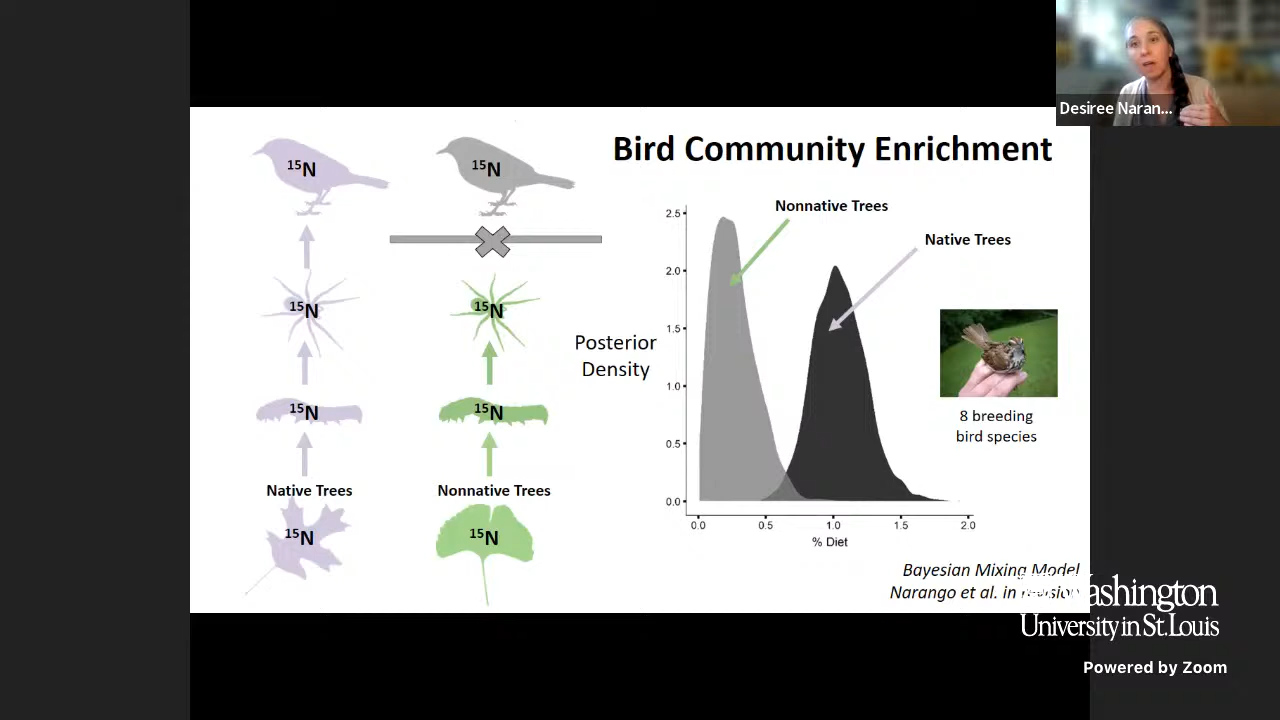 Desiree Naran...
Bird Community Enrichment
15N
15N
Nonnative Trees
Native Trees
15N
15N
Posterior
Density
15N
15N
8 breeding
bird species
Native Trees
Nonnative Trees
15N
15N
2.5
2.0
1.5
1.0
0.5
0.0
0.0 0.5 1.0 1.5 2.0
% Diet
Bayesian Mixing Model
Narango et al. in
Washington
University in St. Louis
Powered by Zoom